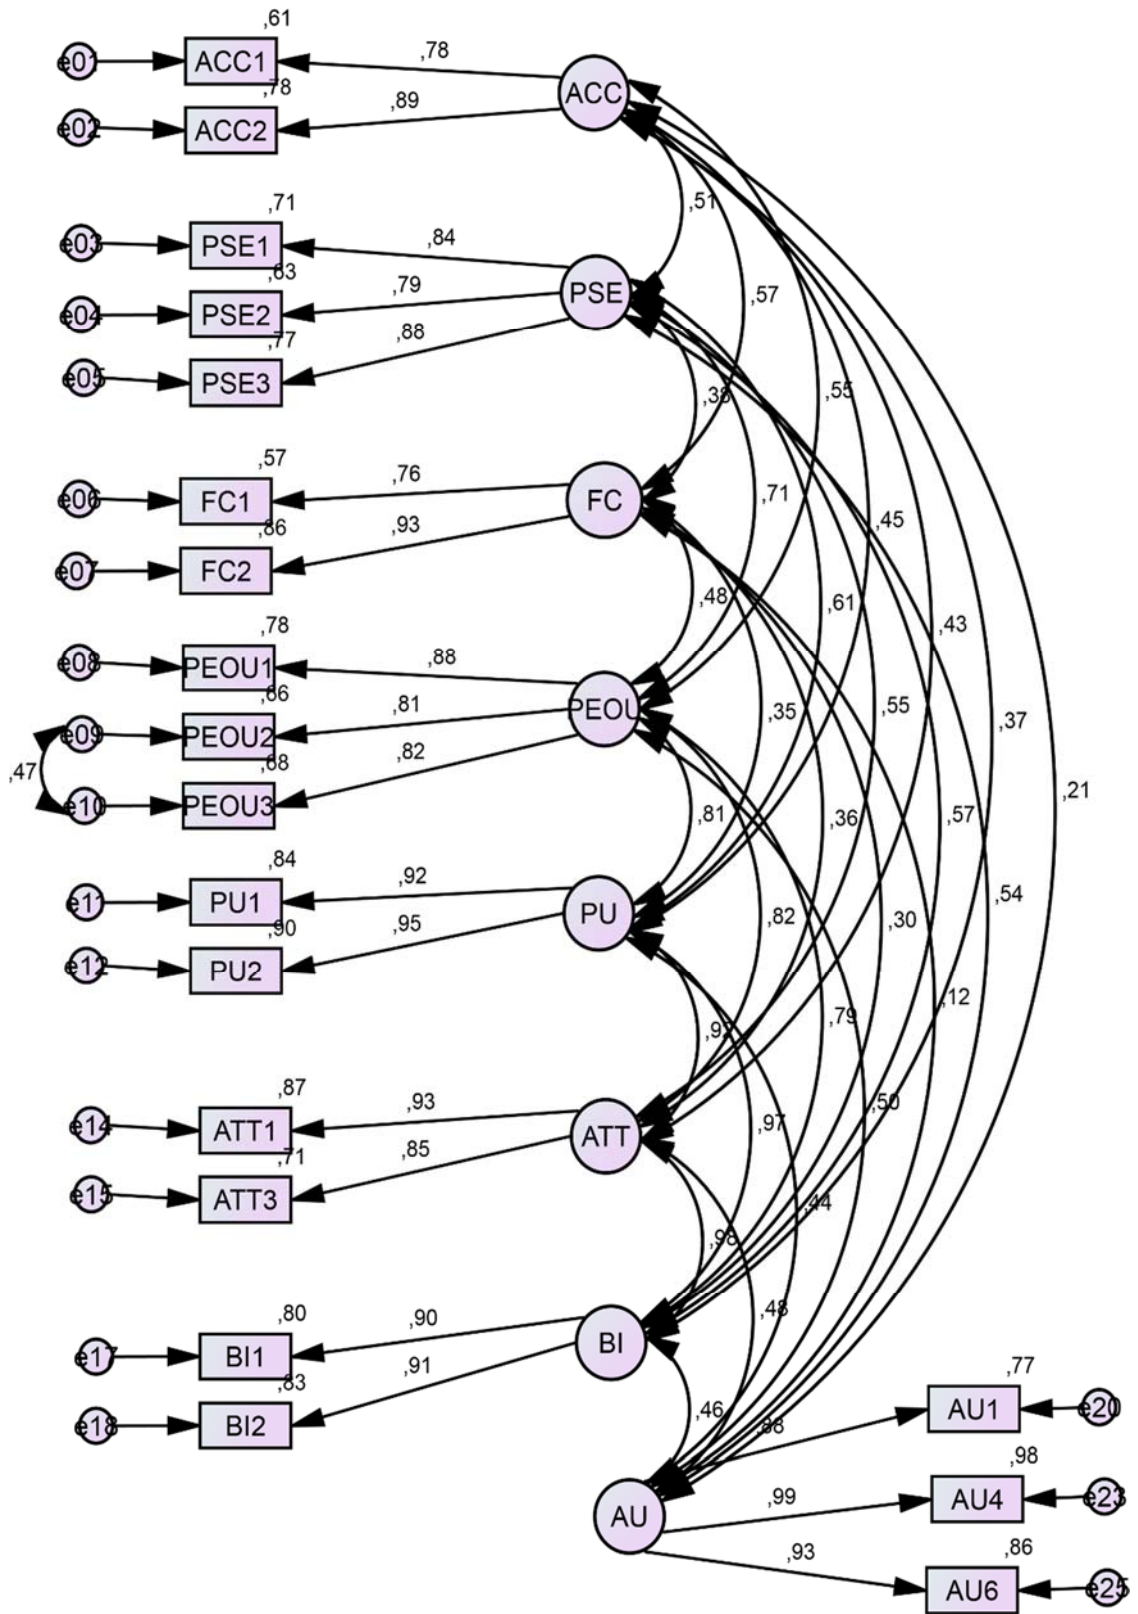 ,61
e01 ACC1 ,78 ACC
,78
e02 ACC2 ,89
,51
,71
e03 PSE1 ,84 PSE
,63
e04 PSE2 ,79
,57
,77
e05 PSE3 ,88
,38 ,55
,57
e06 FC1 ,76 FC
,71 ,45
,86
e07 FC2 ,93
,48 ,61 ,43
,78
e08 PEOU1 ,88 PEOU
,35 ,55 ,37
e09 PEOU2 ,81
,68
,47
e10 PEOU3 ,82
,21
,81 ,36 ,57
,84
e11 PU1 ,92 PU
,54
,82 ,30
,90
e12 PU2 ,95
,12
,79
,87
e14 ATT1 ,93 ATT
,50
,97
,71
e15 ATT3 ,85
,44
,98
,48
,80
e17 BI1 ,90 BI
,83
e18 BI2 ,91
,46 ,88
,77
AU1 e20
,98
AU ,99 AU4 e23
,86
,93 AU6 e25